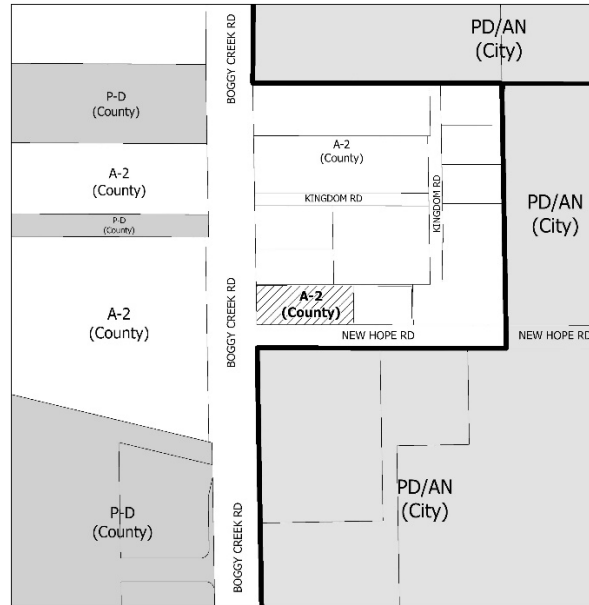 BOGGY CREEK RD
PD/AN
(City)
P-D
(County)
A-2
(County)
A-2
(County)
KINGDOM RD
KINGDOM RD
PD/AN
(City)
P-D
(County)
A-2
(County)
A-2
(County)
BOGGY CREEK RD
NEW HOPE RD
NEW HOPE RD
PD/AN
(City)
P-D
(County)
BOGGY CREEK RD